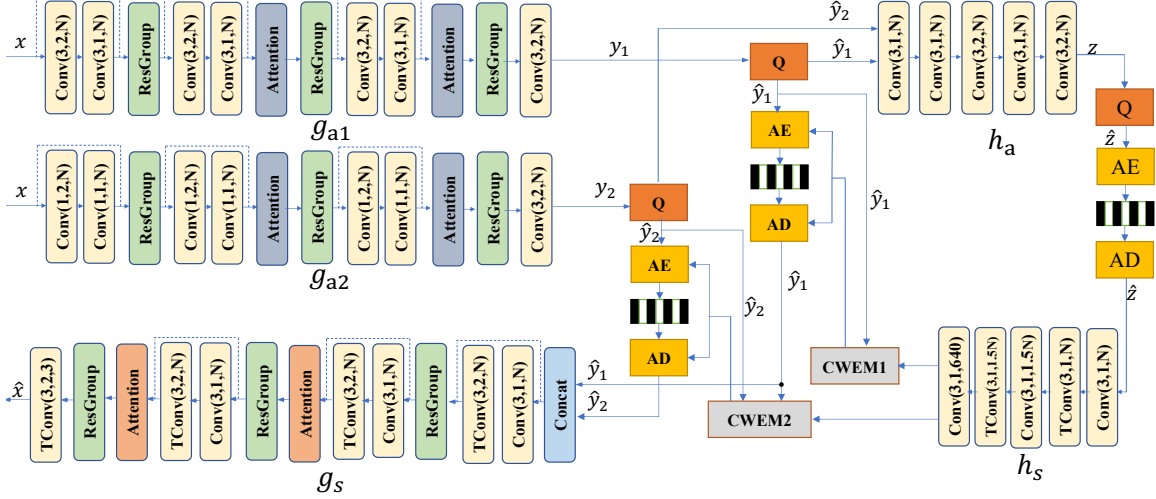 x
Conv(3,2,N)
Conv(3,1,N)
ResGroup
Conv(3,2,N)
Conv(3,1,N)
Attention
ResGroup
Conv(3,2,N)
Conv(3,1,N)
Attention
ResGroup
Conv(3,2,N)
y₁
g_a1
x
Conv(1,2,N)
Conv(1,1,N)
ResGroup
Conv(1,2,N)
Conv(1,1,N)
Attention
ResGroup
Conv(1,2,N)
Conv(1,1,N)
Attention
ResGroup
Conv(3,2,N)
y₂
g_a2
Q
ŷ₂
AE
AD
ŷ₂
ŷ₂
Q
ŷ₁
ŷ₁
AE
AD
ŷ₁
ŷ₁
ŷ₂
Conv(3,1,N)
Conv(3,1,N)
Conv(3,2,N)
Conv(3,1,N)
Conv(3,2,N)
h_a
z
Q
ẑ
AE
AD
ẑ
x̂
TConv(3,2,3)
ResGroup
Attention
TConv(3,2,N)
Conv(3,1,N)
ResGroup
Attention
TConv(3,2,N)
Conv(3,1,N)
ResGroup
TConv(3,2,N)
Conv(3,1,N)
Concat
ŷ₁
g_s
CWEM1
CWEM2
Conv(3,1,640)
TConv(3,1,1.5N)
Conv(3,1,1.5N)
TConv(3,1,N)
Conv(3,1,N)
h_s